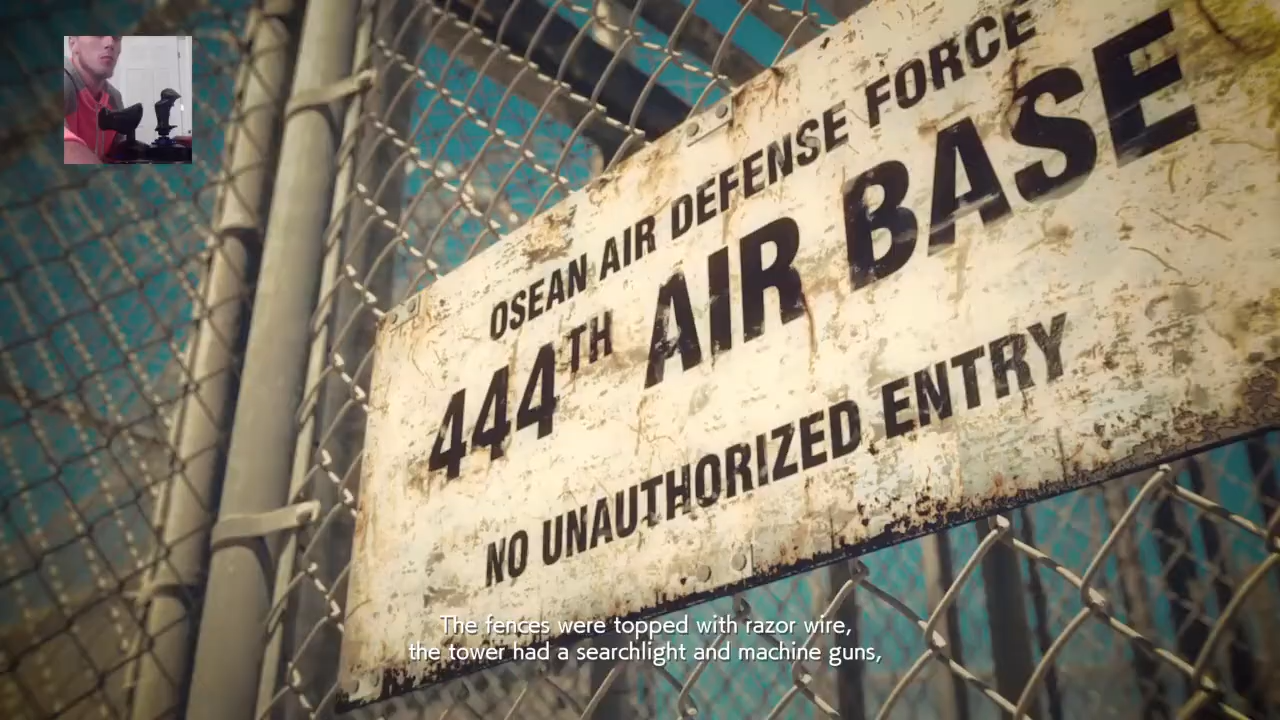 OSEAN AIR DEFENSE FORCE
444TH AIR BASE
NO UNAUTHORIZED ENTRY
The fences were topped with razor wire,
the tower had a searchlight and machine guns,